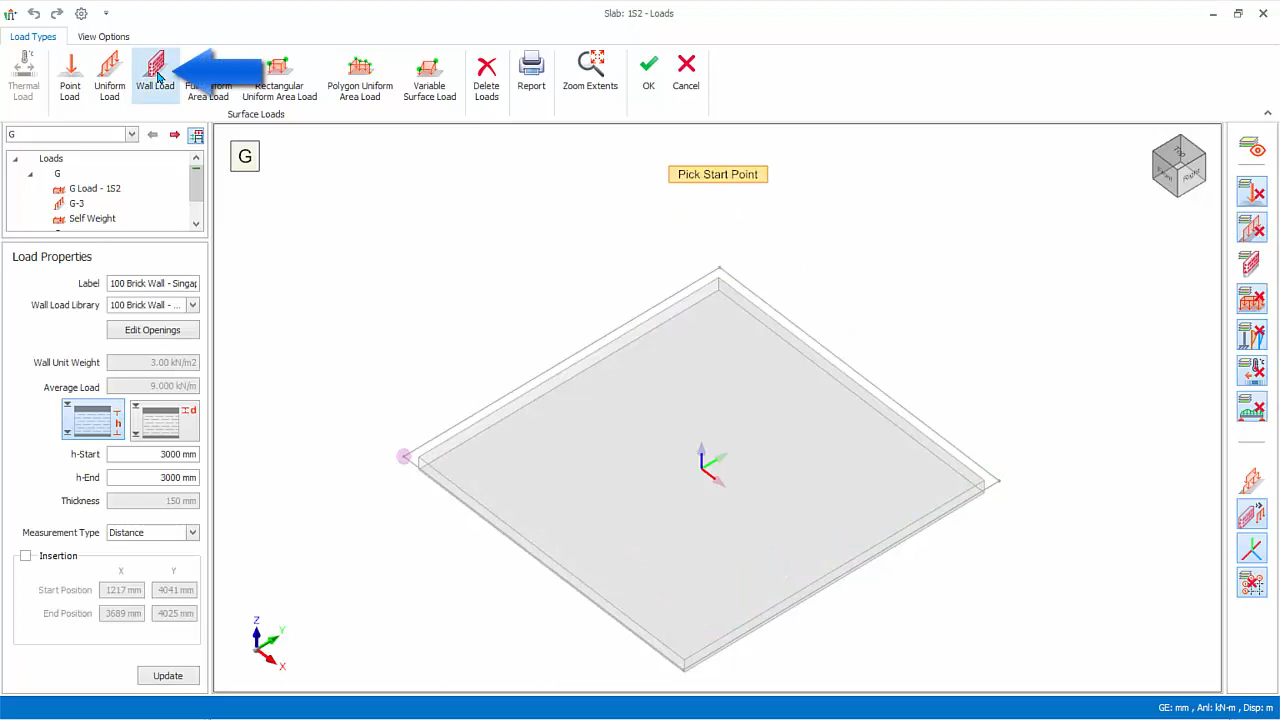 Slab: 1S2 - Loads
Load Types
View Options
Thermal Load
Point Load
Uniform Load
Wall Load
Area Load
Rectangular Uniform Area Load
Polygon Uniform Area Load
Variable Surface Load
Delete Loads
Report
Zoom Extents
OK
Cancel
Surface Loads
G
Loads
G
G Load - 1S2
G-3
Self Weight
G
Pick Start Point
Top
Front
Right
Load Properties
Label
100 Brick Wall - Singap
Wall Load Library
100 Brick Wall - ...
Edit Openings
Wall Unit Weight
3.00 kN/m2
Average Load
9.000 kN/m
h
d
h-Start
3000 mm
h-End
3000 mm
Thickness
150 mm
Measurement Type
Distance
Insertion
X
Y
Start Position
1217 mm
4041 mm
End Position
3689 mm
4025 mm
Update
Z
Y
X
GE: mm , Anl: kN-m , Disp: m